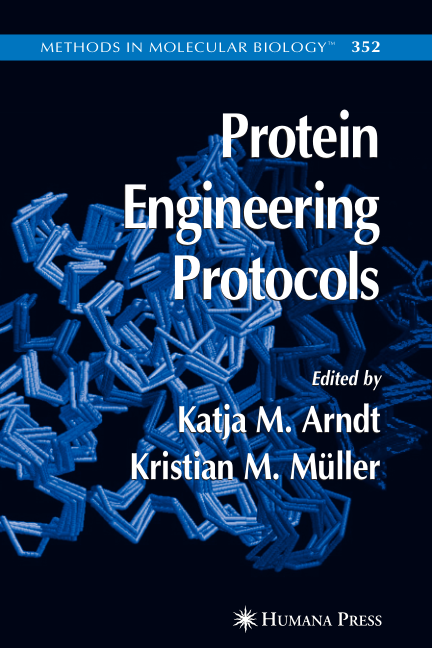 METHODS IN MOLECULAR BIOLOGY™ 352
Protein
Engineering
Protocols
Edited by
Katja M. Arndt
Kristian M. Müller
HUMANA PRESS